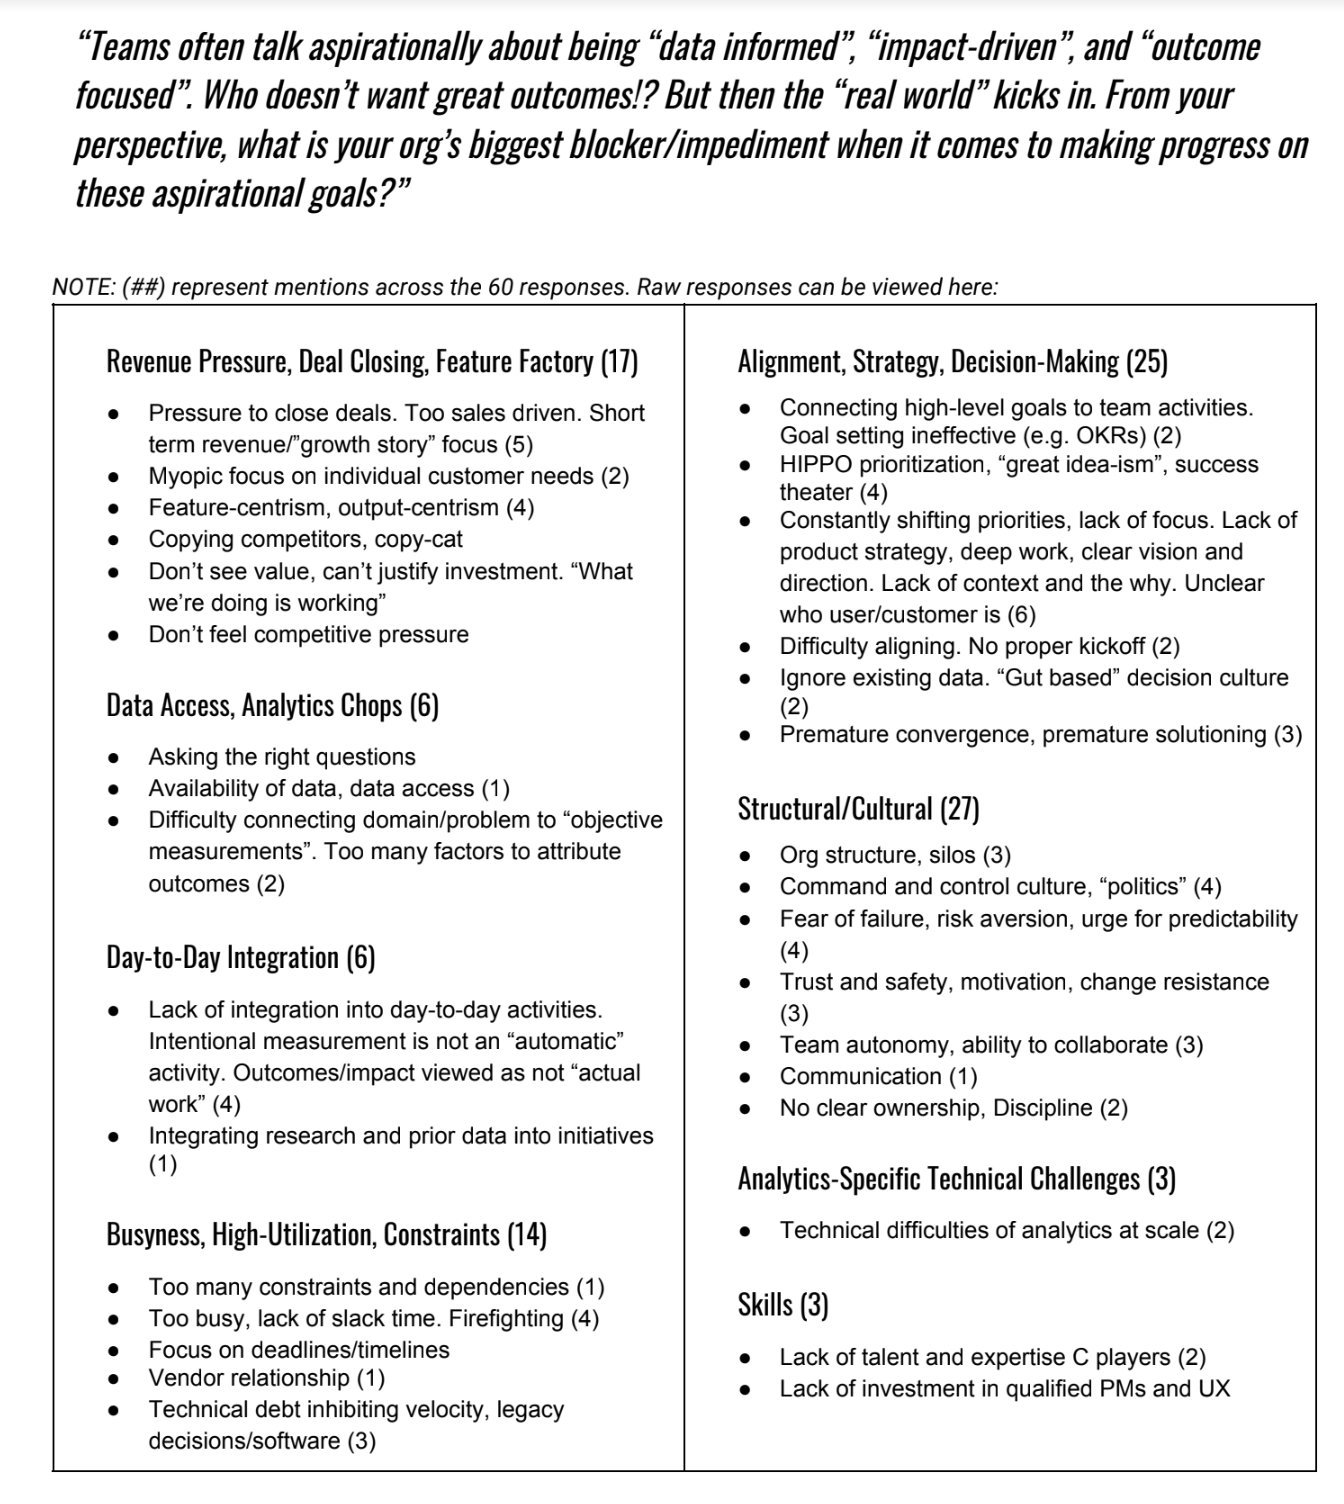 “Teams often talk aspirationally about being “data informed”, “impact-driven”, and “outcome
focused”. Who doesn’t want great outcomes!? But then the “real world” kicks in. From your
perspective, what is your org’s biggest blocker/impediment when it comes to making progress on
these aspirational goals?”
NOTE: (##) represent mentions across the 60 responses. Raw responses can be viewed here:
Revenue Pressure, Deal Closing, Feature Factory (17)
● Pressure to close deals. Too sales driven. Short
term revenue/”growth story” focus (5)
● Myopic focus on individual customer needs (2)
● Feature-centrism, output-centrism (4)
● Copying competitors, copy-cat
● Don’t see value, can’t justify investment. “What
we’re doing is working”
● Don’t feel competitive pressure
Data Access, Analytics Chops (6)
● Asking the right questions
● Availability of data, data access (1)
● Difficulty connecting domain/problem to “objective
measurements”. Too many factors to attribute
outcomes (2)
Day-to-Day Integration (6)
● Lack of integration into day-to-day activities.
Intentional measurement is not an “automatic”
activity. Outcomes/impact viewed as not “actual
work” (4)
● Integrating research and prior data into initiatives
(1)
Busyness, High-Utilization, Constraints (14)
● Too many constraints and dependencies (1)
● Too busy, lack of slack time. Firefighting (4)
● Focus on deadlines/timelines
● Vendor relationship (1)
● Technical debt inhibiting velocity, legacy
decisions/software (3)
Alignment, Strategy, Decision-Making (25)
● Connecting high-level goals to team activities.
Goal setting ineffective (e.g. OKRs) (2)
● HIPPO prioritization, “great idea-ism”, success
theater (4)
● Constantly shifting priorities, lack of focus. Lack of
product strategy, deep work, clear vision and
direction. Lack of context and the why. Unclear
who user/customer is (6)
● Difficulty aligning. No proper kickoff (2)
● Ignore existing data. “Gut based” decision culture
(2)
● Premature convergence, premature solutioning (3)
Structural/Cultural (27)
● Org structure, silos (3)
● Command and control culture, “politics” (4)
● Fear of failure, risk aversion, urge for predictability
(4)
● Trust and safety, motivation, change resistance
(3)
● Team autonomy, ability to collaborate (3)
● Communication (1)
● No clear ownership, Discipline (2)
Analytics-Specific Technical Challenges (3)
● Technical difficulties of analytics at scale (2)
Skills (3)
● Lack of talent and expertise C players (2)
● Lack of investment in qualified PMs and UX